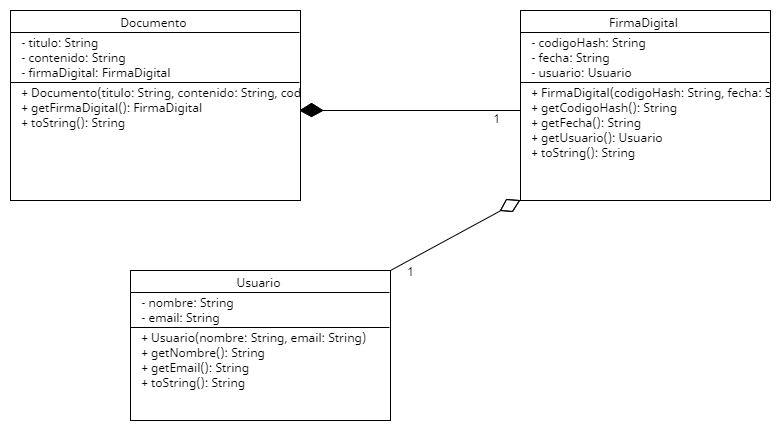 Documento
- titulo: String
- contenido: String
- firmaDigital: FirmaDigital
+ Documento(titulo: String, contenido: String, cod
+ getFirmaDigital(): FirmaDigital
+ toString(): String
FirmaDigital
- codigoHash: String
- fecha: String
- usuario: Usuario
+ FirmaDigital(codigoHash: String, fecha: S
+ getCodigoHash(): String
+ getFecha(): String
+ getUsuario(): Usuario
+ toString(): String
1
1
Usuario
- nombre: String
- email: String
+ Usuario(nombre: String, email: String)
+ getNombre(): String
+ getEmail(): String
+ toString(): String